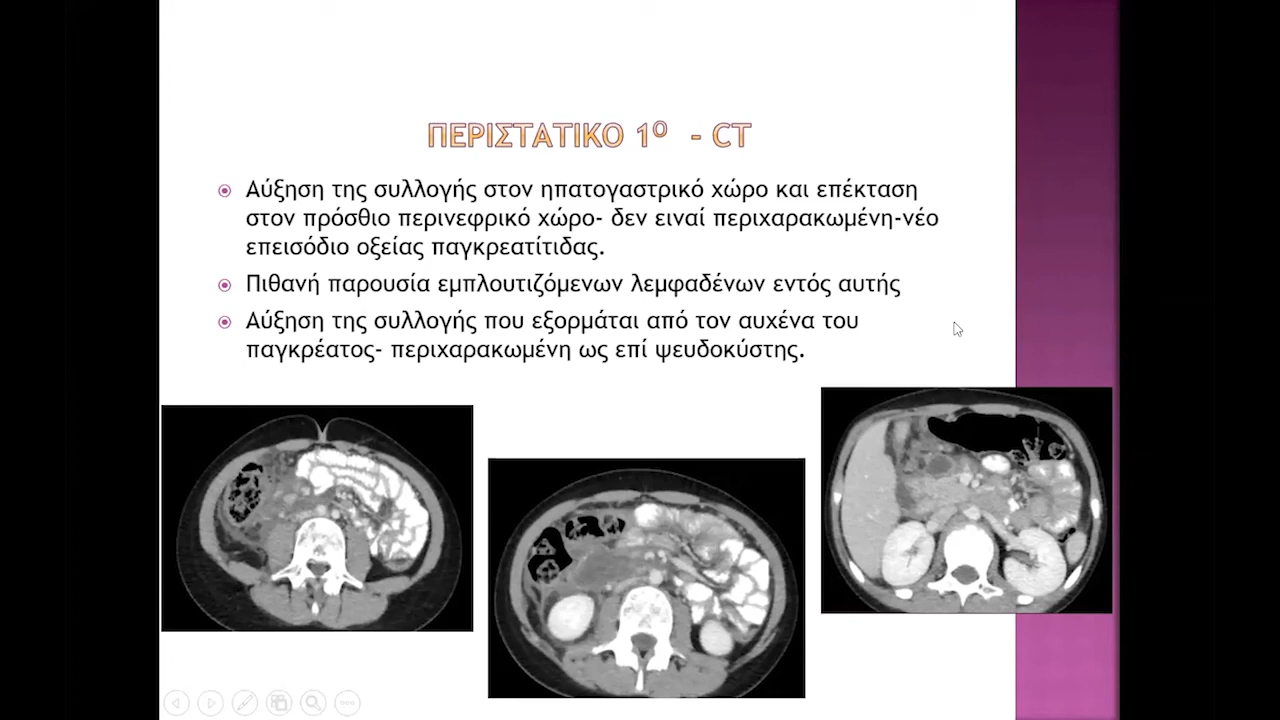 ΠΕΡΙΣΤΑΤΙΚΟ 1Ο - CT
Αύξηση της συλλογής στον ηπατογαστρικό χώρο και επέκταση
στον πρόσθιο περινεφρικό χώρο- δεν ειναί περιχαρακωμένη-νέο
επεισόδιο οξείας παγκρεατίτιδας.
Πιθανή παρουσία εμπλουτιζόμενων λεμφαδένων εντός αυτής
Αύξηση της συλλογής που εξορμάται από τον αυχένα του
παγκρέατος- περιχαρακωμένη ως επί ψευδοκύστης.